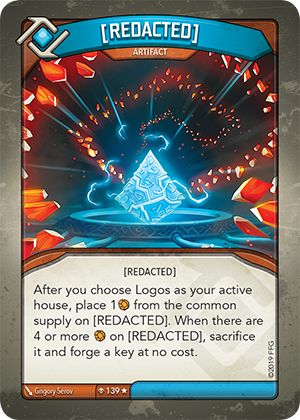 [REDACTED]
ARTIFACT
[REDACTED]
After you choose Logos as your active
house, place 1 from the common
supply on [REDACTED]. When there are
4 or more on [REDACTED], sacrifice
it and forge a key at no cost.
Grigory Serov
139
©2019 FFG